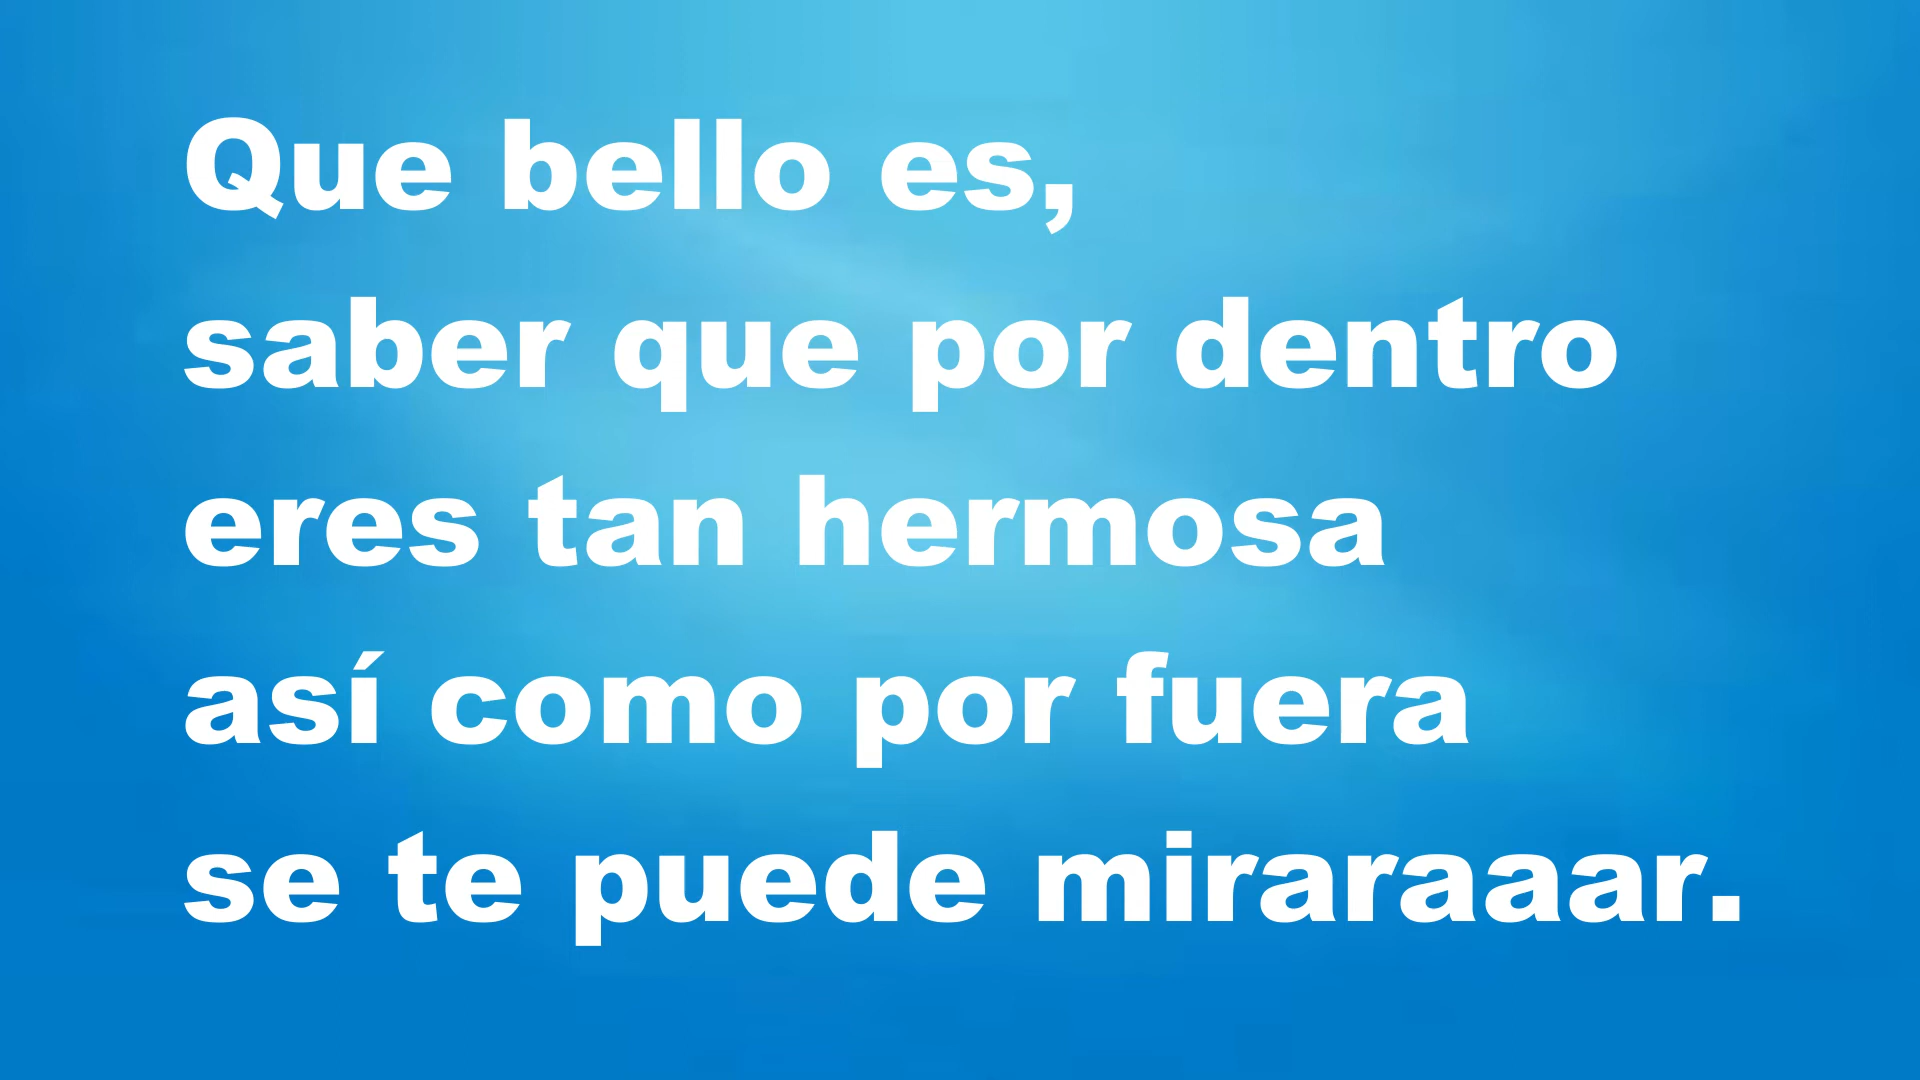 Que bello es,
saber que por dentro
eres tan hermosa
así como por fuera
se te puede miraraaar.